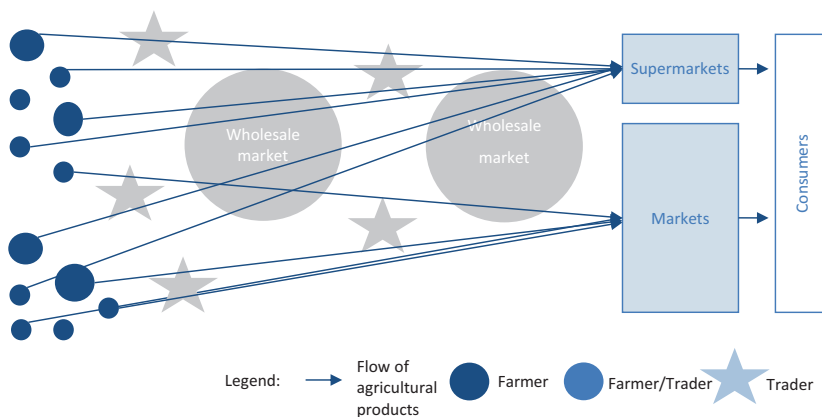 Supermarkets
Wholesale
market
Wholesale
market
Markets
Consumers
Legend:
Flow of
agricultural
products
Farmer
Farmer/Trader
Trader